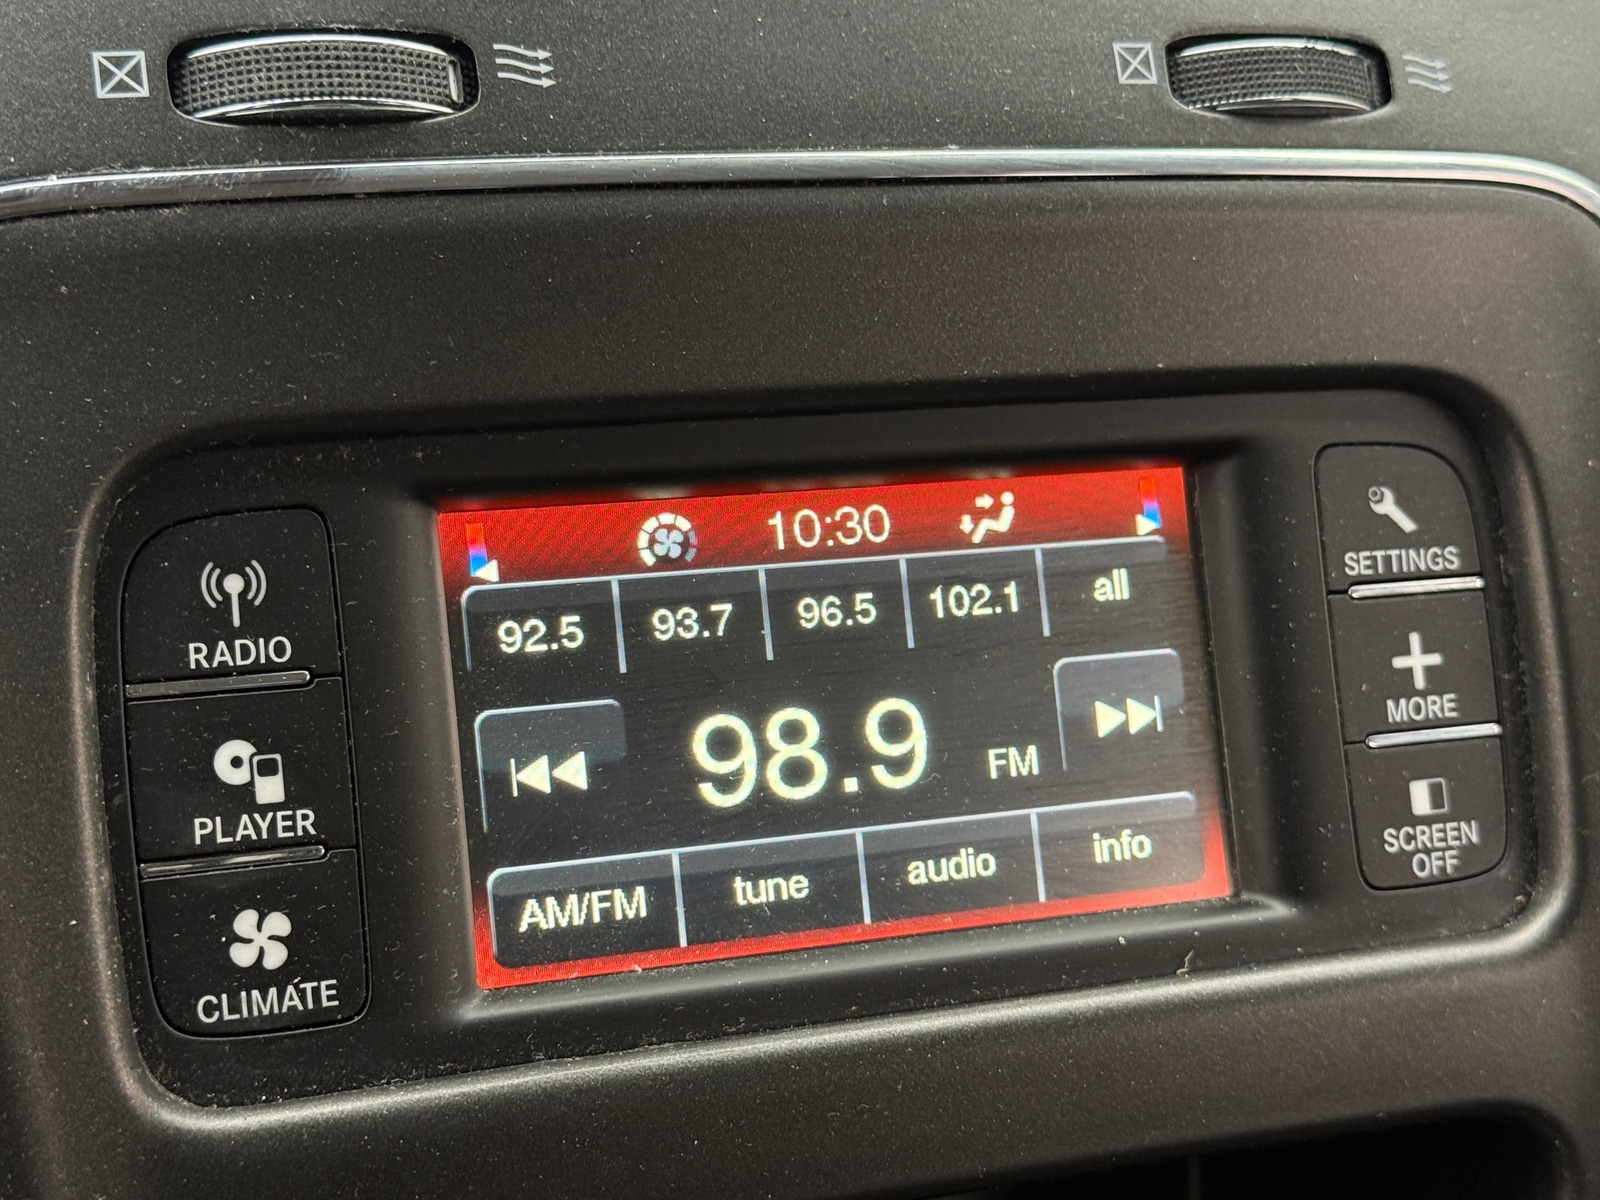 10:30
92.5 93.7 96.5 102.1 all
98.9 FM
AM/FM tune audio info
RADIO
PLAYER
CLIMATE
SETTINGS
MORE
SCREEN
OFF